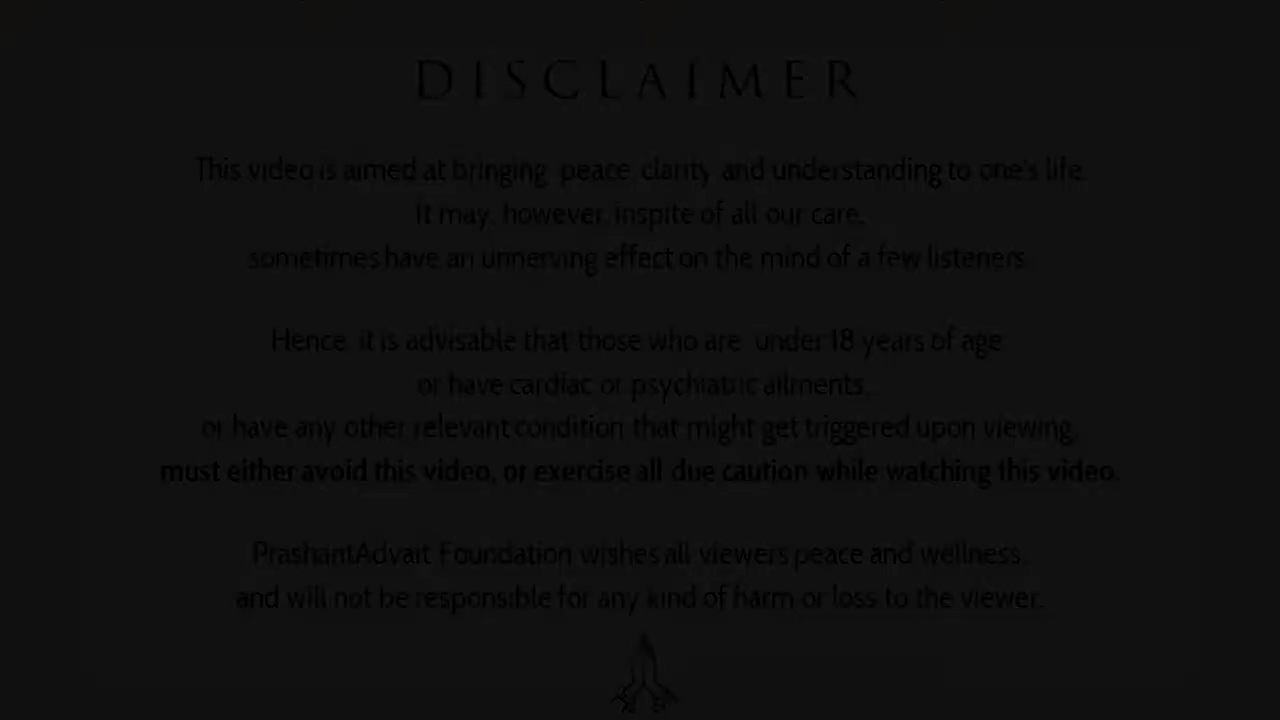 DISCLAIMER
This video is aimed at bringing peace, clarity and understanding to one's life.
It may, however, inspite of all our care,
sometimes have an unnerving effect on the mind of a few listeners.
Hence, it is advisable that those who are under 18 years of age
or have cardiac or psychiatric ailments,
or have any other relevant condition that might get triggered upon viewing,
must either avoid this video, or exercise all due caution while watching this video.
PrashantAdvait Foundation wishes all viewers peace and wellness,
and will not be responsible for any kind of harm or loss to the viewer.